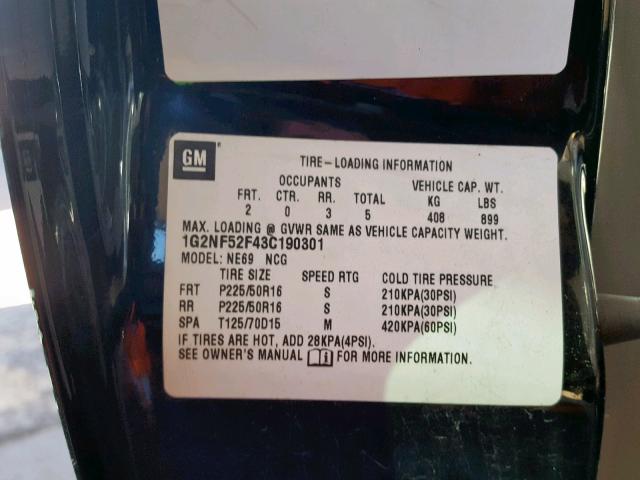 GM
TIRE-LOADING INFORMATION
OCCUPANTS VEHICLE CAP. WT.
FRT. CTR. RR. TOTAL KG LBS
2 0 3 5 408 899
MAX. LOADING @ GVWR SAME AS VEHICLE CAPACITY WEIGHT.
1G2NF52F43C190301
MODEL: NE69 NCG
TIRE SIZE SPEED RTG COLD TIRE PRESSURE
FRT P225/50R16 S 210KPA(30PSI)
RR P225/50R16 S 210KPA(30PSI)
SPA T125/70D15 M 420KPA(60PSI)
IF TIRES ARE HOT, ADD 28KPA(4PSI).
SEE OWNER'S MANUAL FOR MORE INFORMATION.